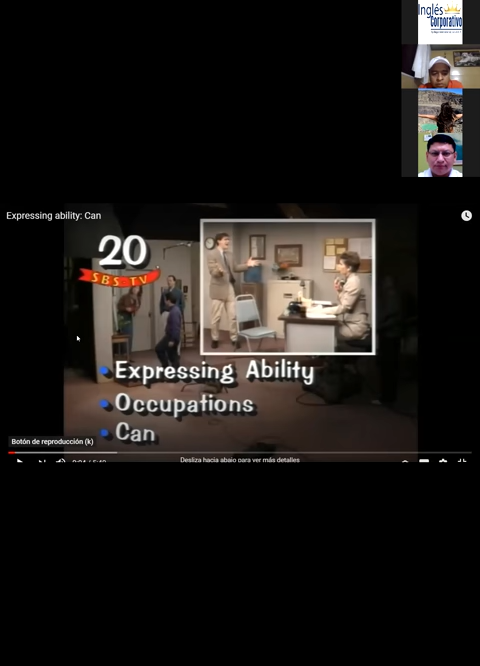 Inglés
Corporativo
Expressing ability: Can
20
SBS TV
Expressing Ability
Occupations
Can
Botón de reproducción (k)
Desliza hacia abajo para ver más detalles